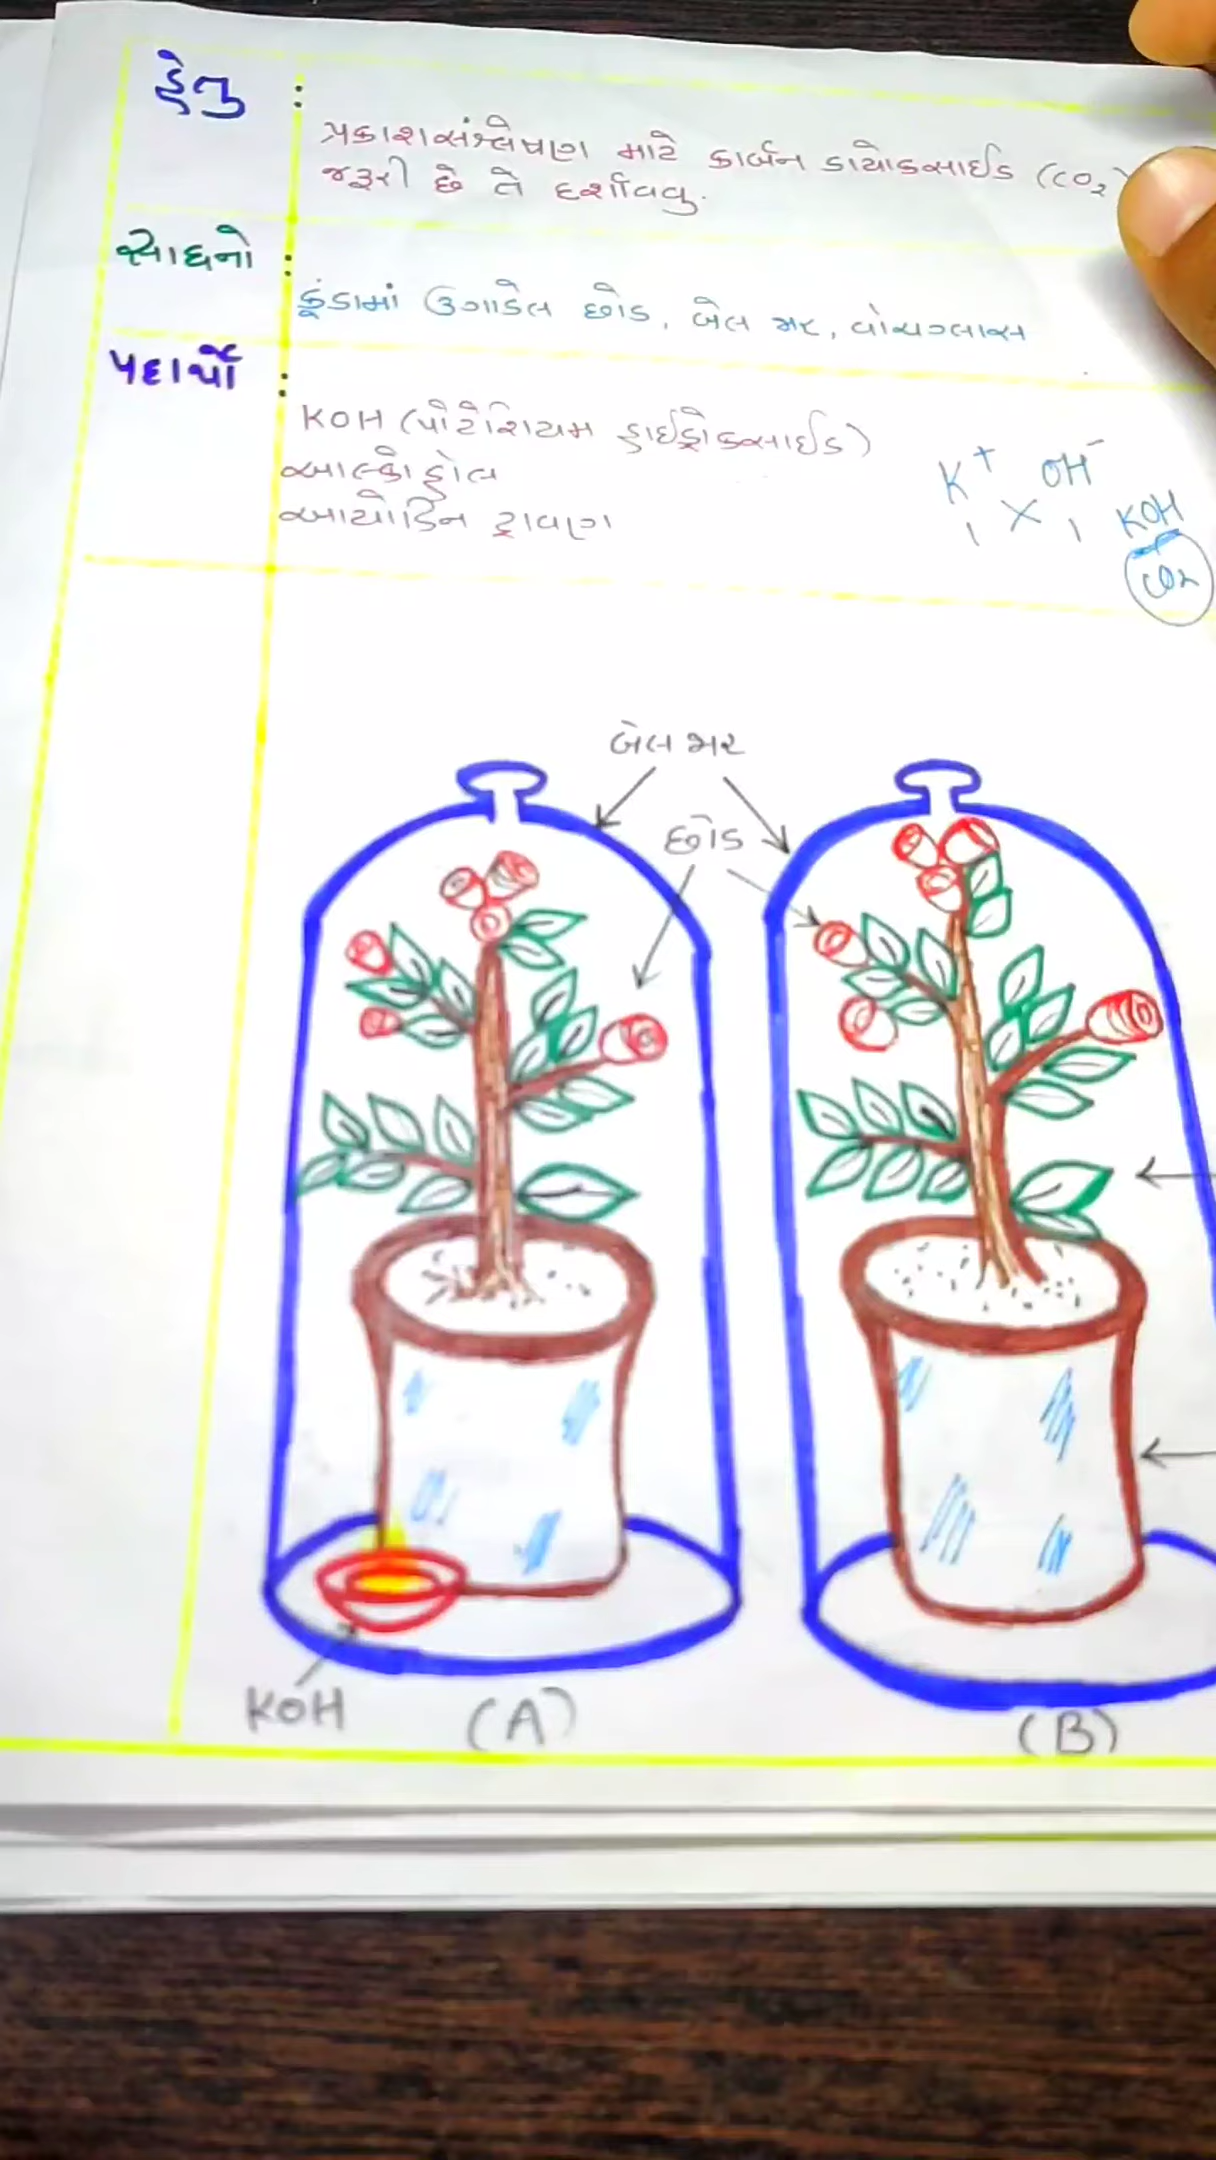 હેતુ :
પ્રકાશસંશ્લેષણ માટે કાર્બન ડાયોક્સાઈડ (CO₂)
જરૂરી છે તે દર્શાવવુ.
સાધનો :
કૂંડામાં ઉગાડેલ છોડ, બેલ જાર, વોચગ્લાસ
પદાર્થો :
KOH (પોટેશિયમ હાઈડ્રોક્સાઈડ)
આલ્કોહોલ
આયોડિન દ્રાવણ
K⁺ OH⁻
1 X 1 KOH
CO₂
બેલ જાર
છોડ
KOH (A) (B)